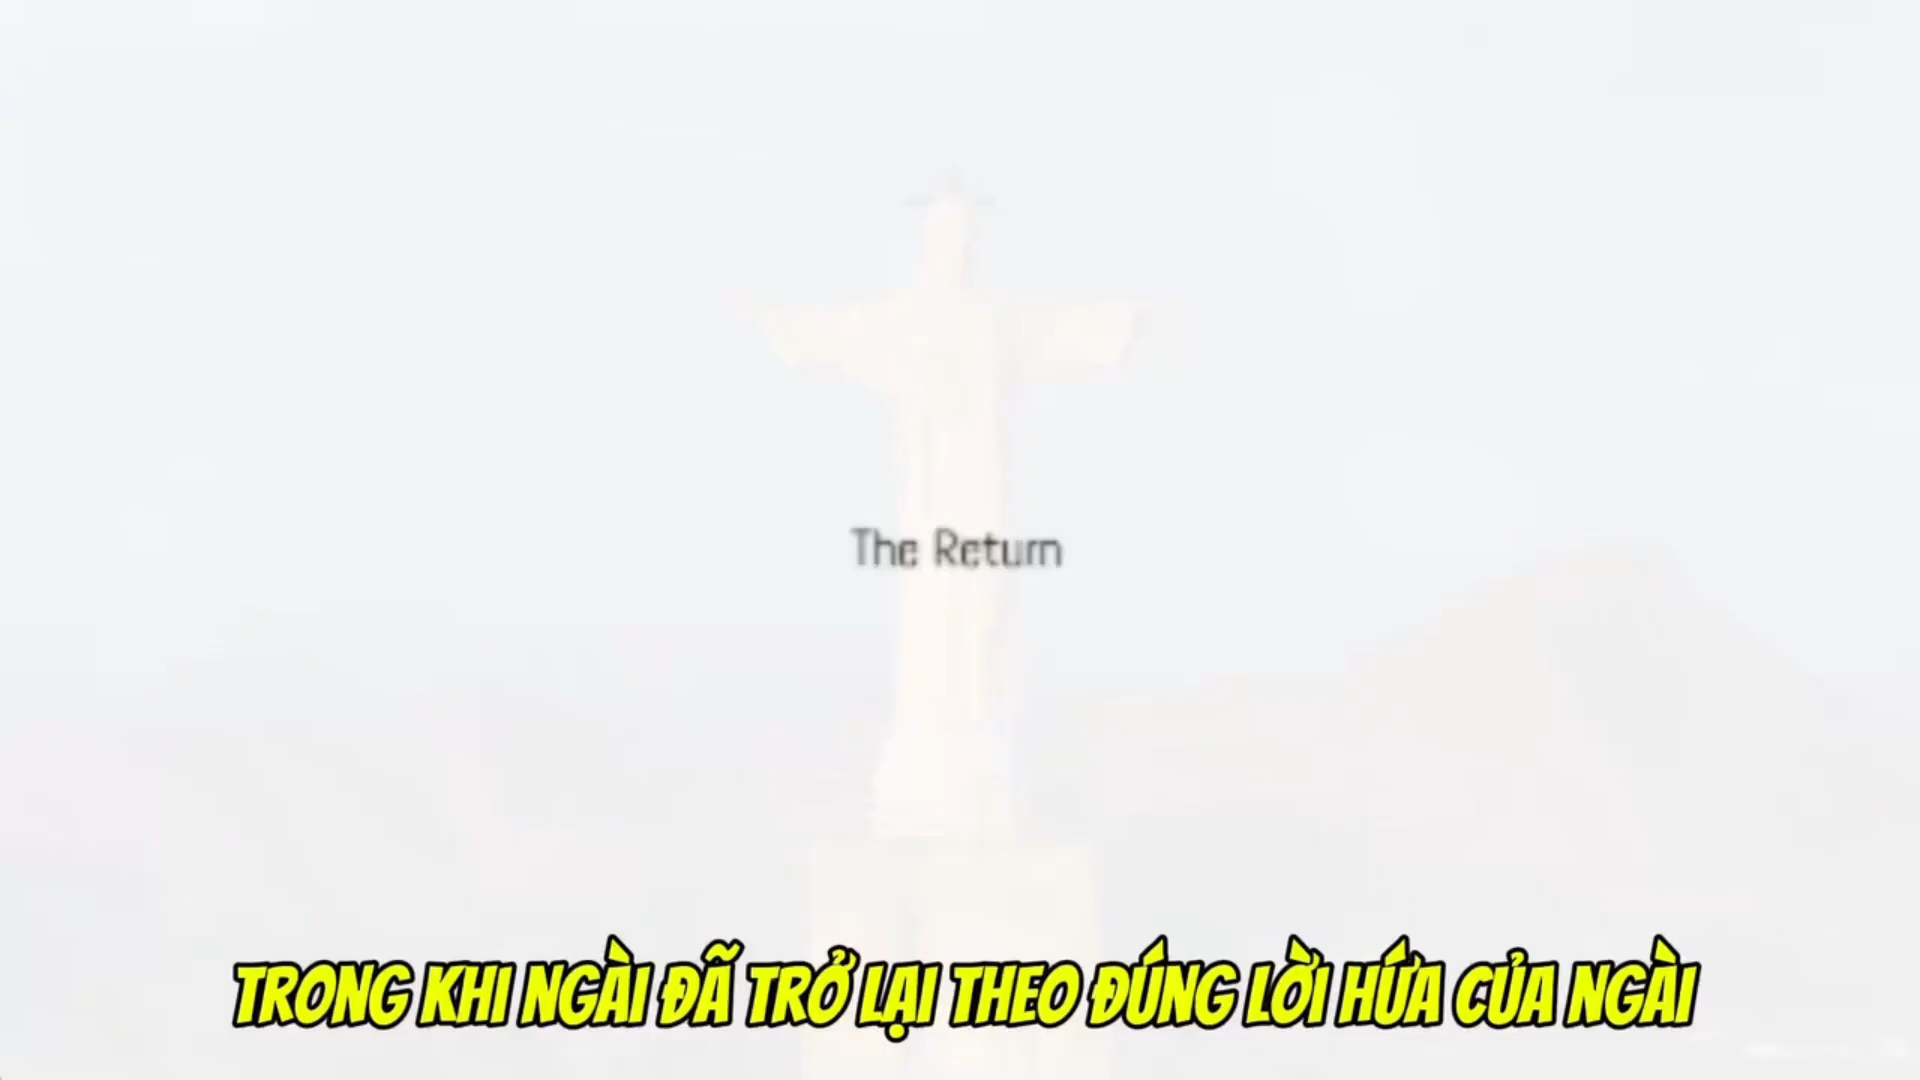 The Return
TRONG KHI NGÀI ĐÃ TRỞ LẠI THEO ĐÚNG LỜI HỨA CỦA NGÀI